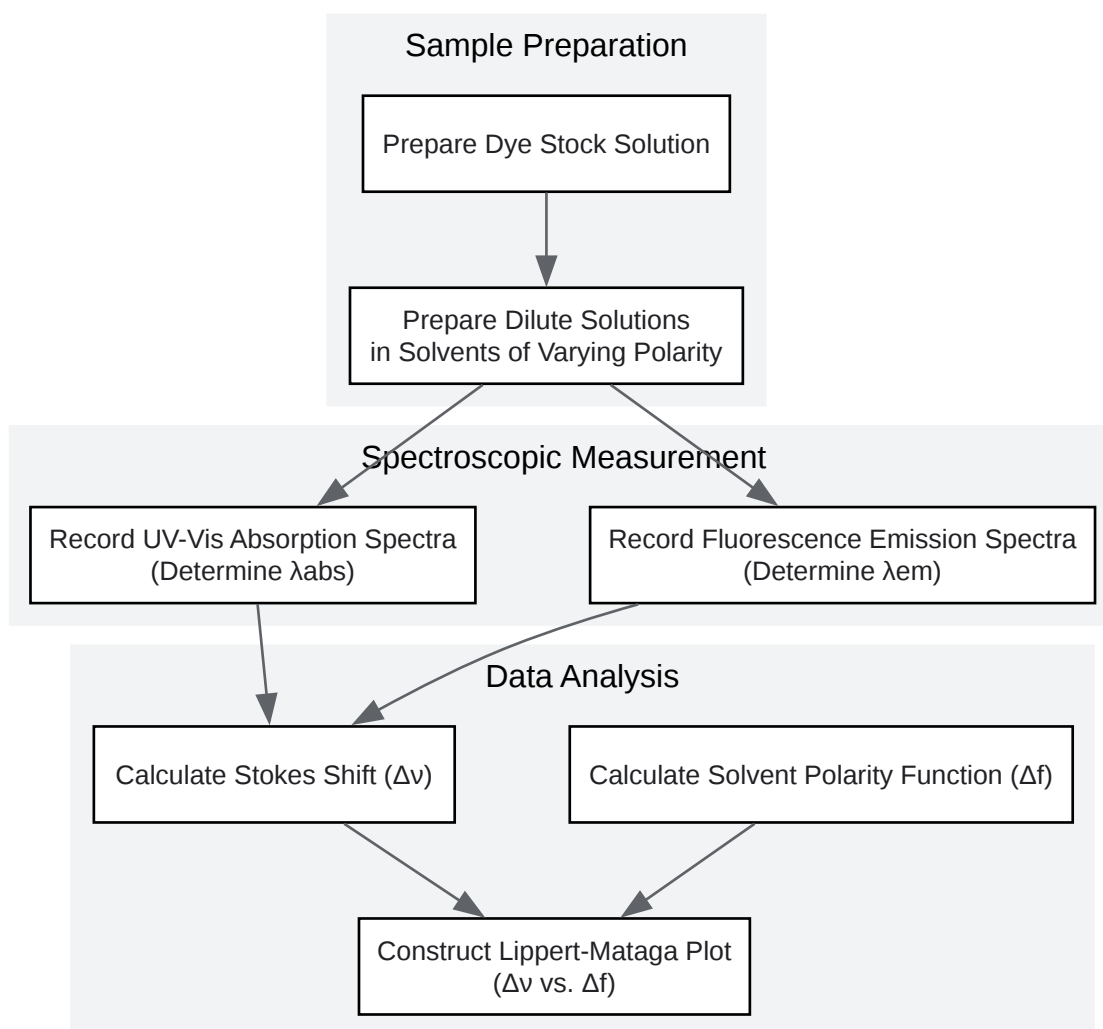 Sample Preparation
Prepare Dye Stock Solution
Prepare Dilute Solutions
in Solvents of Varying Polarity
Spectroscopic Measurement
Record UV-Vis Absorption Spectra
(Determine λabs)
Record Fluorescence Emission Spectra
(Determine λem)
Data Analysis
Calculate Stokes Shift (Δν)
Calculate Solvent Polarity Function (Δf)
Construct Lippert-Mataga Plot
(Δν vs. Δf)